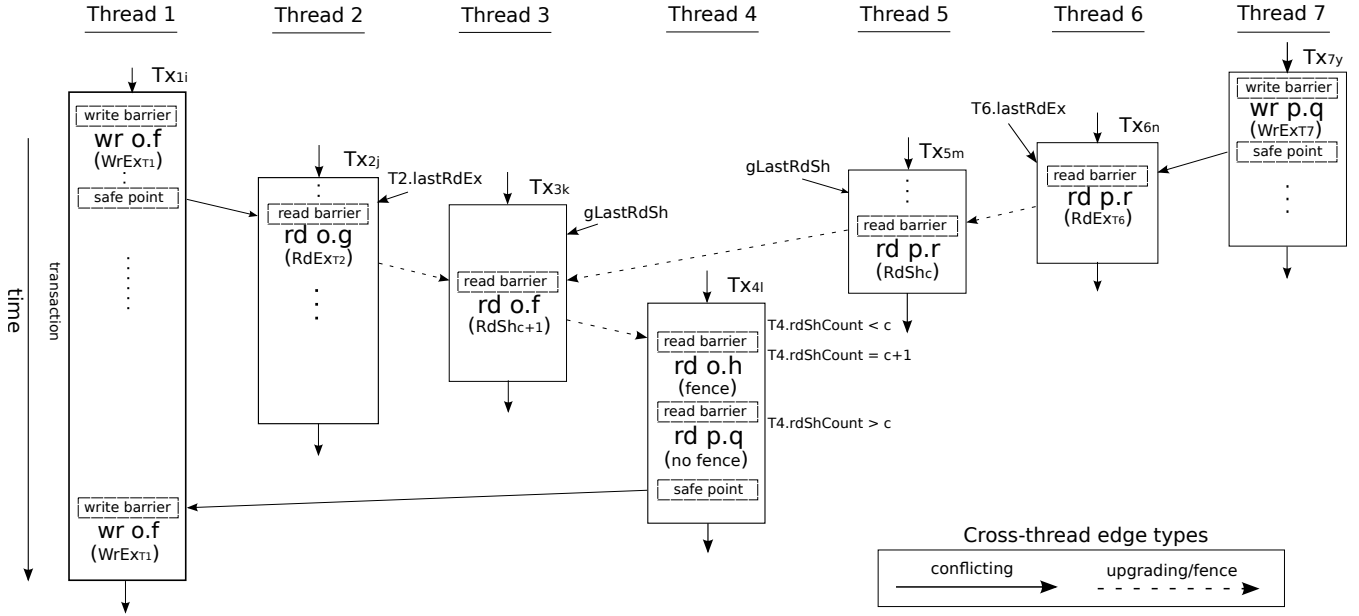 Thread 1
Thread 2
Thread 3
Thread 4
Thread 5
Thread 6
Thread 7
time
transaction
Tx1i
write barrier
wr o.f
(WrExT1)
safe point
write barrier
wr o.f
(WrExT1)
Tx2j
T2.lastRdEx
read barrier
rd o.g
(RdExT2)
Tx3k
gLastRdSh
read barrier
rd o.f
(RdShc+1)
Tx4l
T4.rdShCount < c
read barrier
T4.rdShCount = c+1
rd o.h
(fence)
read barrier
T4.rdShCount > c
rd p.q
(no fence)
safe point
Tx5m
gLastRdSh
read barrier
rd p.r
(RdShc)
T6.lastRdEx
Tx6n
read barrier
rd p.r
(RdExT6)
Tx7y
write barrier
wr p.q
(WrExT7)
safe point
Cross-thread edge types
conflicting
upgrading/fence